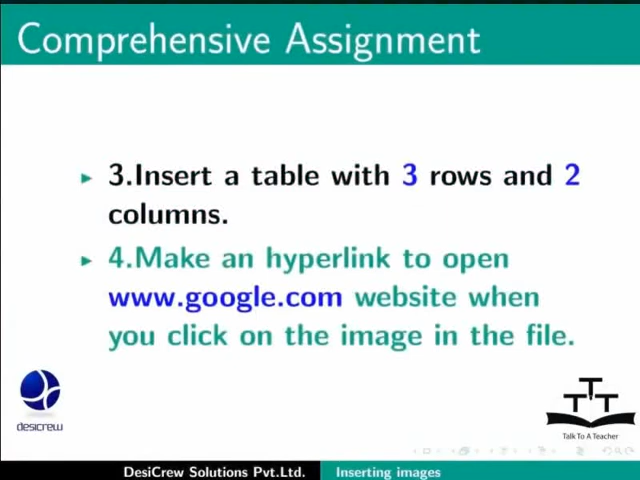 Comprehensive Assignment
3.Insert a table with 3 rows and 2
columns.
4.Make an hyperlink to open
www.google.com website when
you click on the image in the file.
desicrew
TTT
Talk To A Teacher
DesiCrew Solutions Pvt.Ltd. Inserting images